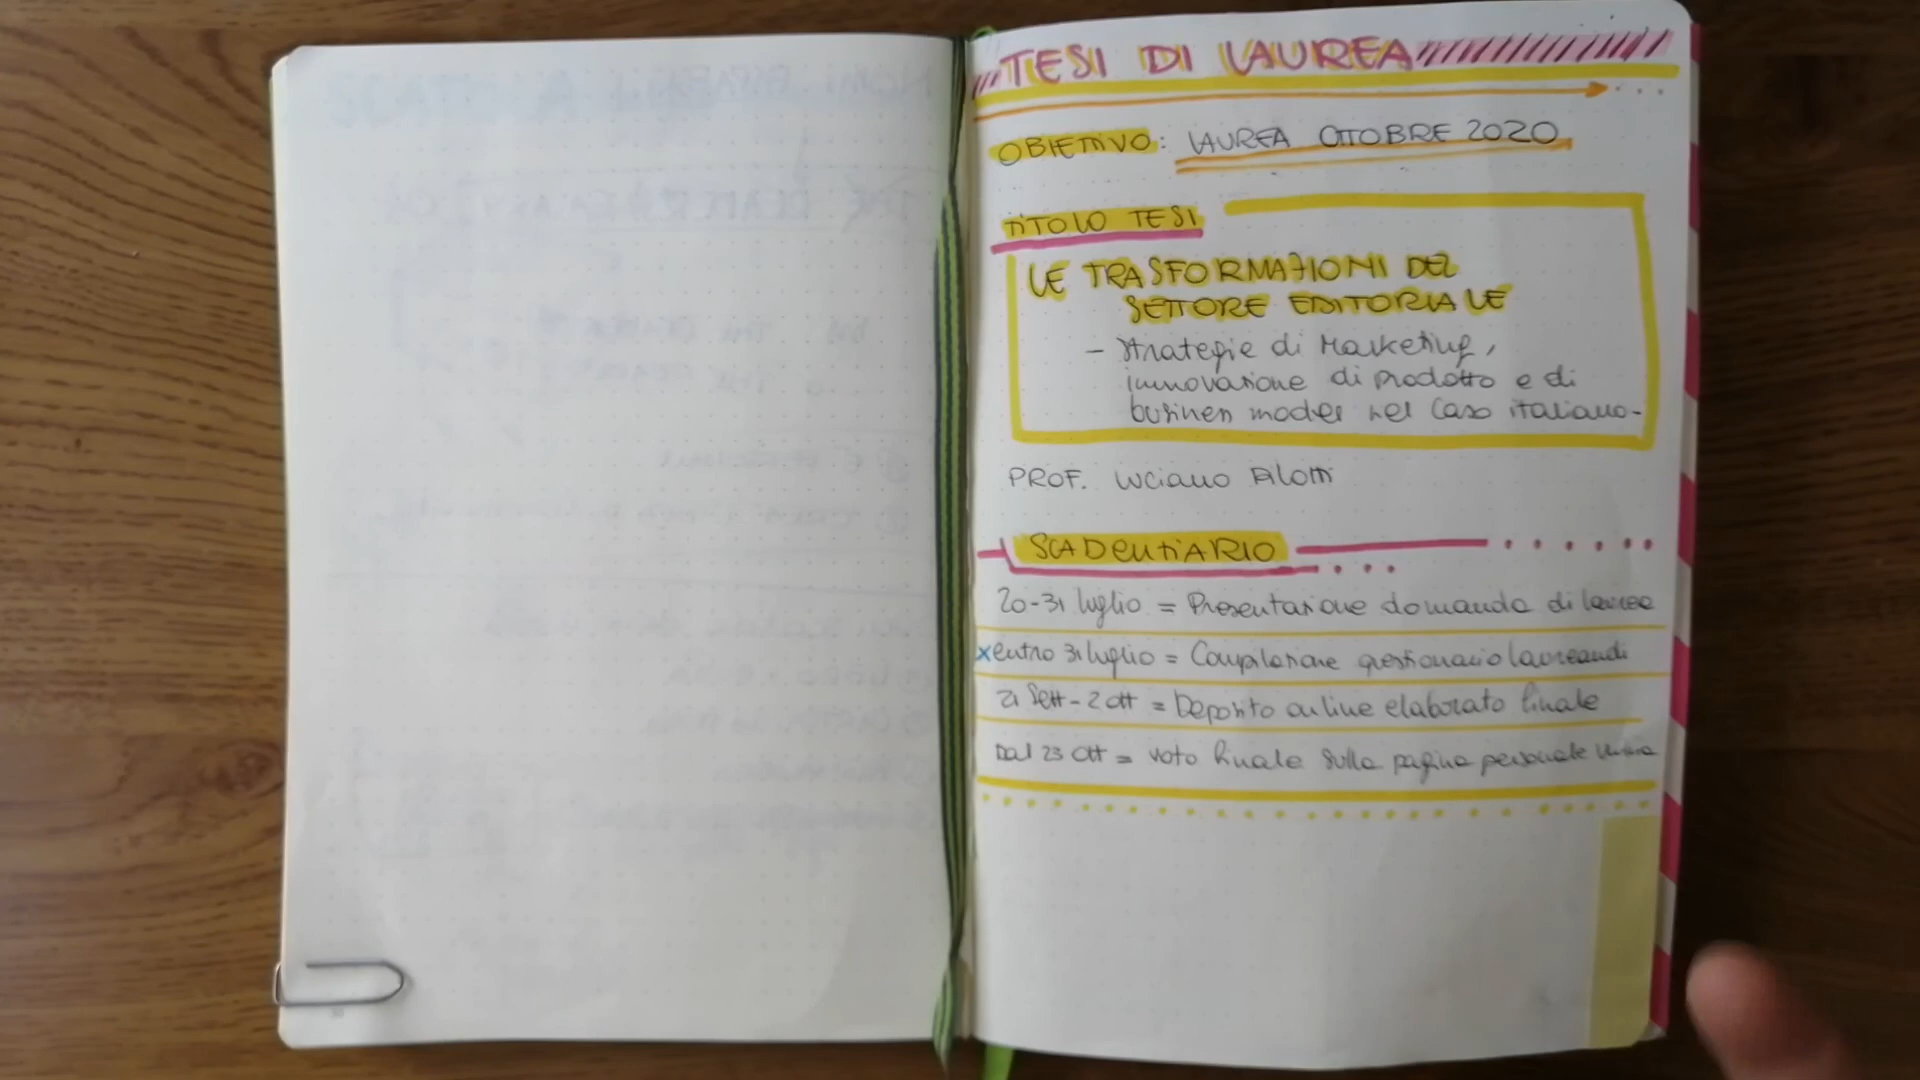 TESI DI LAUREA
OBIETTIVO: LAUREA OTTOBRE 2020
TITOLO TESI
LE TRASFORMAZIONI DEL
SETTORE EDITORIALE
- Strategie di Marketing,
innovazione di prodotto e di
business model nel caso italiano-
PROF. Luciano Pilotti
SCADENZIARIO
20-31 luglio = Presentazione domanda di laurea
x entro 31 luglio = Compilazione questionario laureandi
21 Sett - 2 ott = Deposito online elaborato finale
Dal 23 ott = voto finale sulla pagina personale